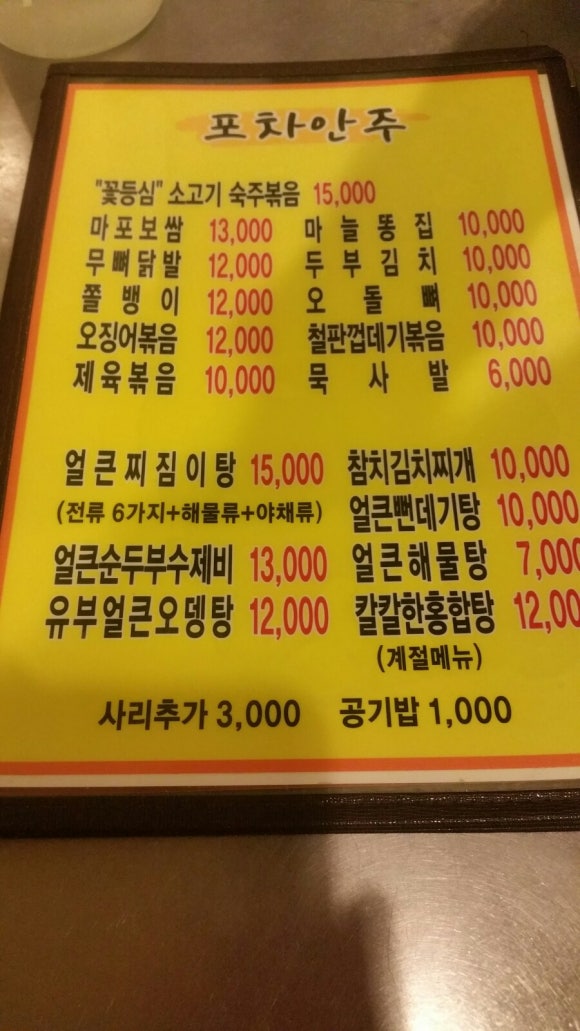 포차안주
"꽃등심" 소고기 숙주볶음 15,000
마포보쌈 13,000 마늘똥집 10,000
무뼈닭발 12,000 두부김치 10,000
쫄뱅이 12,000 오돌뼈 10,000
오징어볶음 12,000 철판껍데기볶음 10,000
제육볶음 10,000 묵사발 6,000
얼큰찌짐이탕 15,000 참치김치찌개 10,000
(전류 6가지+해물류+야채류) 얼큰뻔데기탕 10,000
얼큰순두부수제비 13,000 얼큰해물탕 7,000
유부얼큰오뎅탕 12,000 칼칼한홍합탕 12,00
(계절메뉴)
사리추가 3,000 공기밥 1,000